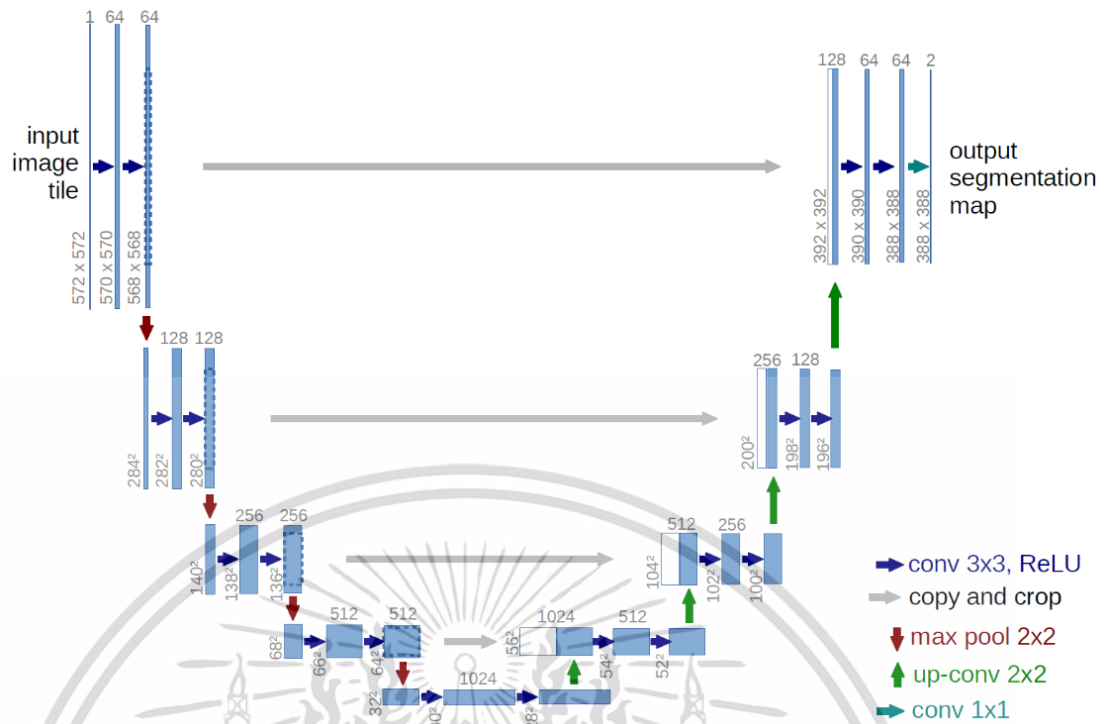 1 64 64
128 64 64 2
input
image
tile
output
segmentation
map
572 x 572
570 x 570
568 x 568
392 x 392
390 x 390
388 x 388
388 x 388
128 128
256 128
284²
282²
280²
200²
198²
196²
256 256
512 256
140²
138²
136²
104²
102²
100²
conv 3x3, ReLU
copy and crop
max pool 2x2
up-conv 2x2
conv 1x1
512 512
1024 512
68²
66²
64²
56²
54²
52²
1024
32²